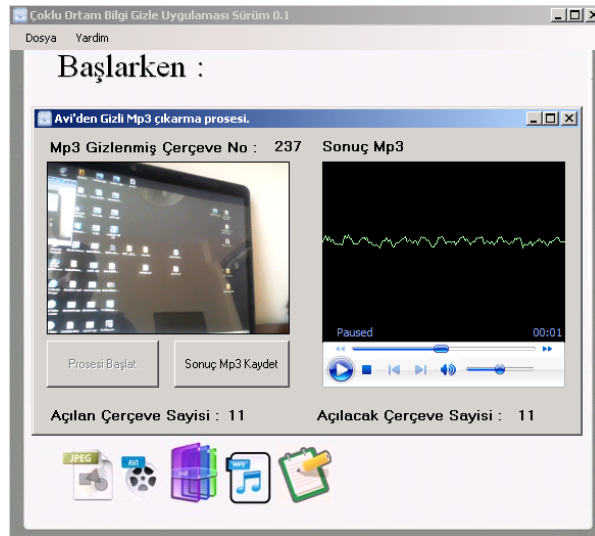 Çoklu Ortam Bilgi Gizle Uygulaması Sürüm 0.1
Dosya Yardim
Başlarken :
Avi'den Gizli Mp3 çıkarma prosesi.
Mp3 Gizlenmiş Çerçeve No : 237 Sonuç Mp3
Paused 00:01
Prosesi Başlat Sonuç Mp3 Kaydet
Açılan Çerçeve Sayisi : 11 Açılacak Çerçeve Sayisi : 11
JPEG AVI MP3